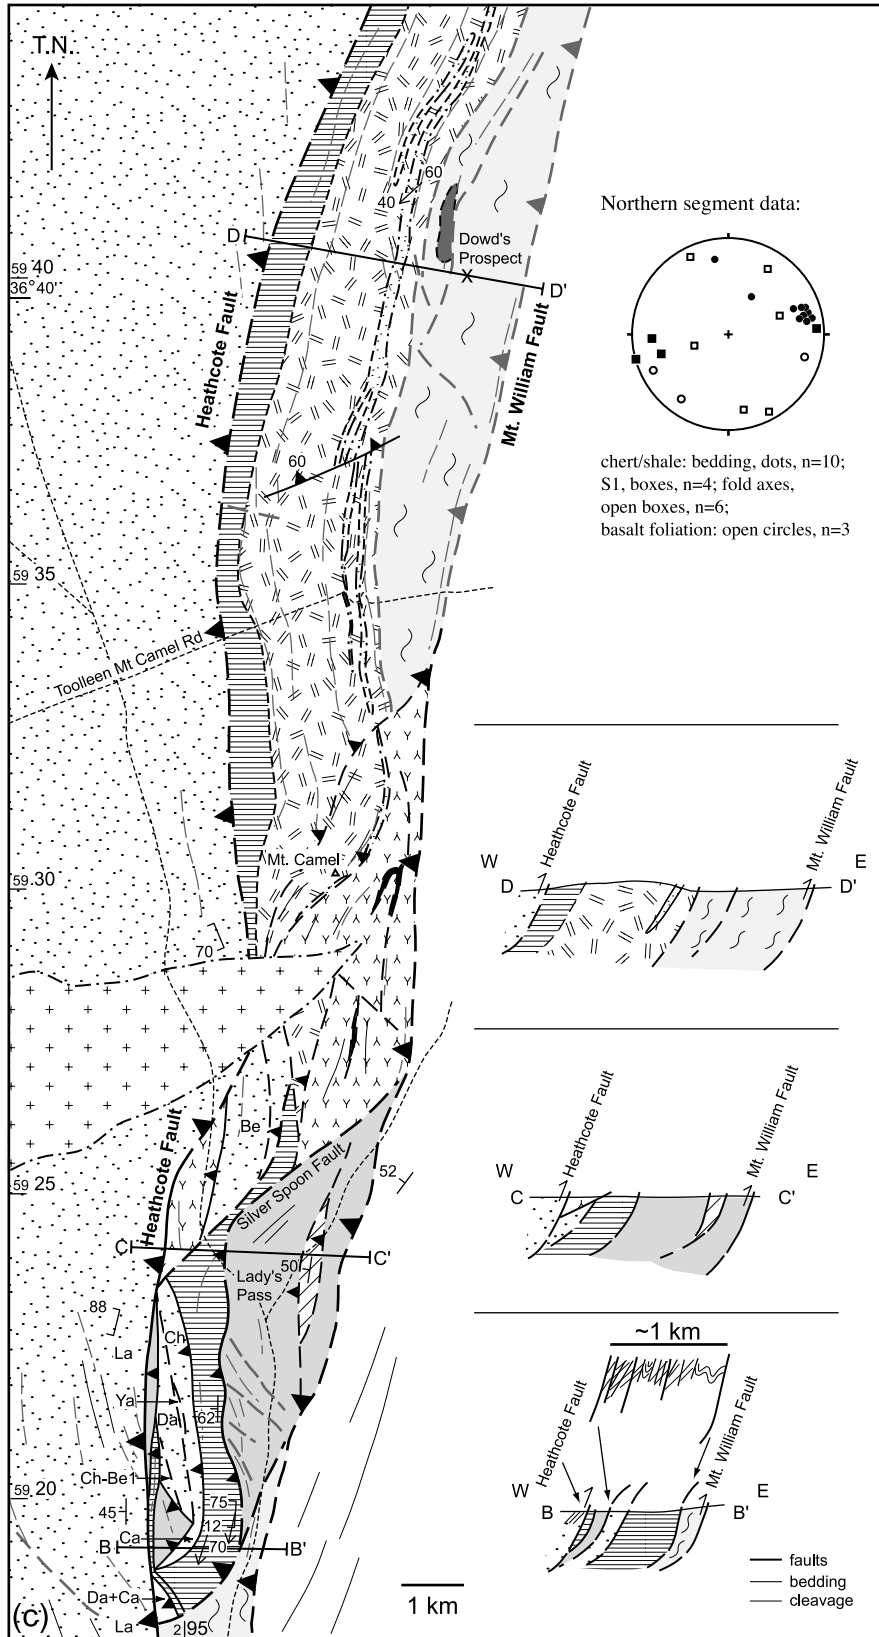 T.N.
60
40
Northern segment data:
D
Dowd's
Prospect
X
D'
59 40
36°40'
Heathcote Fault
Mt. William Fault
60
chert/shale: bedding, dots, n=10;
S1, boxes, n=4; fold axes,
open boxes, n=6;
basalt foliation: open circles, n=3
59 35
Toolleen Mt Camel Rd
Mt. Camel
59 30
70
W
Heathcote Fault
Mt. William Fault
E
D
D'
Be
Heathcote Fault
Silver Spoon Fault
52
59 25
W
Heathcote Fault
Mt. William Fault
E
C
C'
C
C'
50
Lady's
Pass
88
La
Ch
Ya
Da
62
~1 km
Ch-Be1
59 20
75
45
12
Ca
B
70
B'
W
Heathcote Fault
Mt. William Fault
E
B
B'
Da+Ca
La
(c)
2 95
1 km
faults
bedding
cleavage